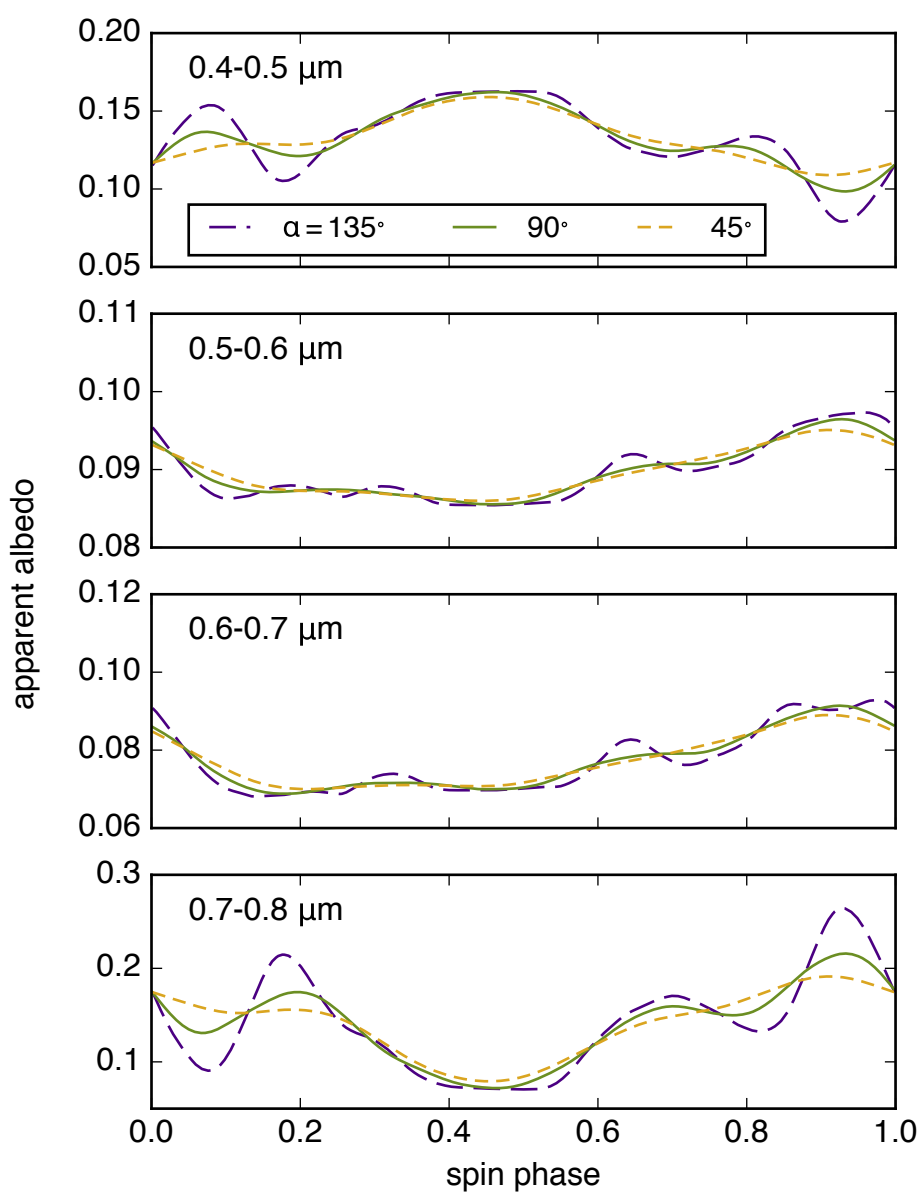 0.20
0.4-0.5 µm
0.15
0.10
α = 135° 90° 45°
0.05
0.11
0.5-0.6 µm
0.10
0.09
0.08
apparent albedo
0.12
0.6-0.7 µm
0.10
0.08
0.06
0.3
0.7-0.8 µm
0.2
0.1
0.0 0.2 0.4 0.6 0.8 1.0
spin phase